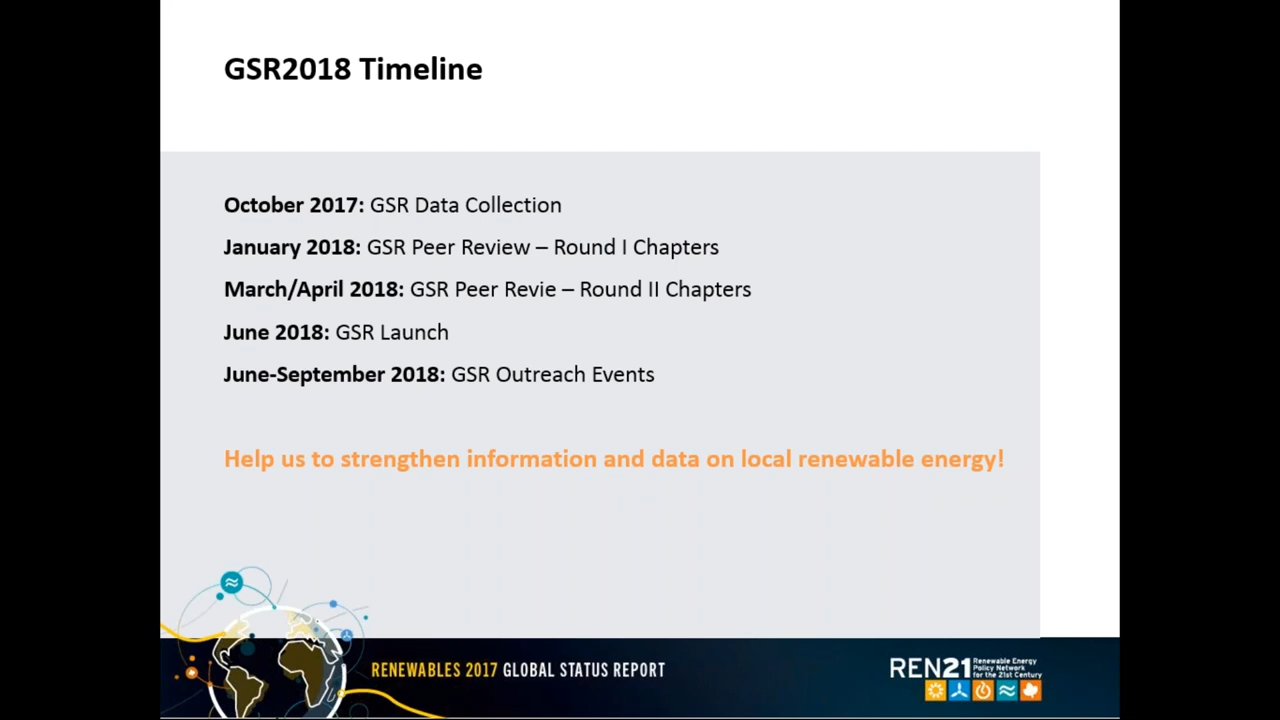 GSR2018 Timeline
October 2017: GSR Data Collection
January 2018: GSR Peer Review – Round I Chapters
March/April 2018: GSR Peer Revie – Round II Chapters
June 2018: GSR Launch
June-September 2018: GSR Outreach Events
Help us to strengthen information and data on local renewable energy!
RENEWABLES 2017 GLOBAL STATUS REPORT
REN21 Renewable Energy
Policy Network
for the 21st Century